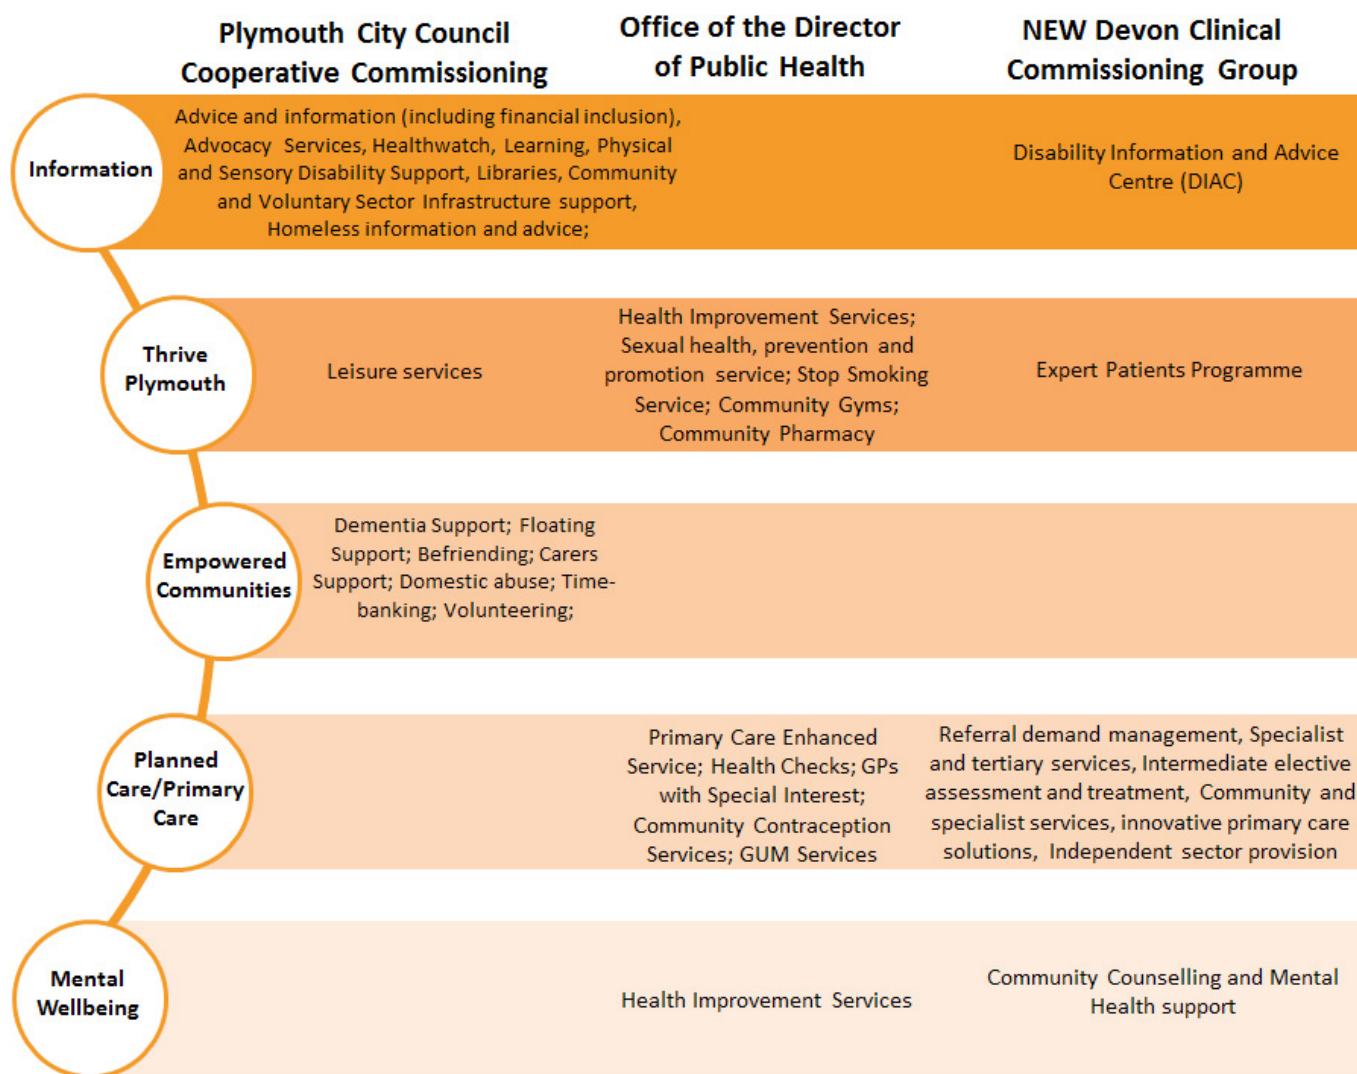 Plymouth City Council
Cooperative Commissioning
Office of the Director
of Public Health
NEW Devon Clinical
Commissioning Group
Information
Advice and information (including financial inclusion),
Advocacy Services, Healthwatch, Learning, Physical
and Sensory Disability Support, Libraries, Community
and Voluntary Sector Infrastructure support,
Homeless information and advice;
Disability Information and Advice
Centre (DIAC)
Thrive
Plymouth
Leisure services
Health Improvement Services;
Sexual health, prevention and
promotion service; Stop Smoking
Service; Community Gyms;
Community Pharmacy
Expert Patients Programme
Empowered
Communities
Dementia Support; Floating
Support; Befriending; Carers
Support; Domestic abuse; Time-
banking; Volunteering;
Planned
Care/Primary
Care
Primary Care Enhanced
Service; Health Checks; GPs
with Special Interest;
Community Contraception
Services; GUM Services
Referral demand management, Specialist
and tertiary services, Intermediate elective
assessment and treatment, Community and
specialist services, innovative primary care
solutions, Independent sector provision
Mental
Wellbeing
Health Improvement Services
Community Counselling and Mental
Health support